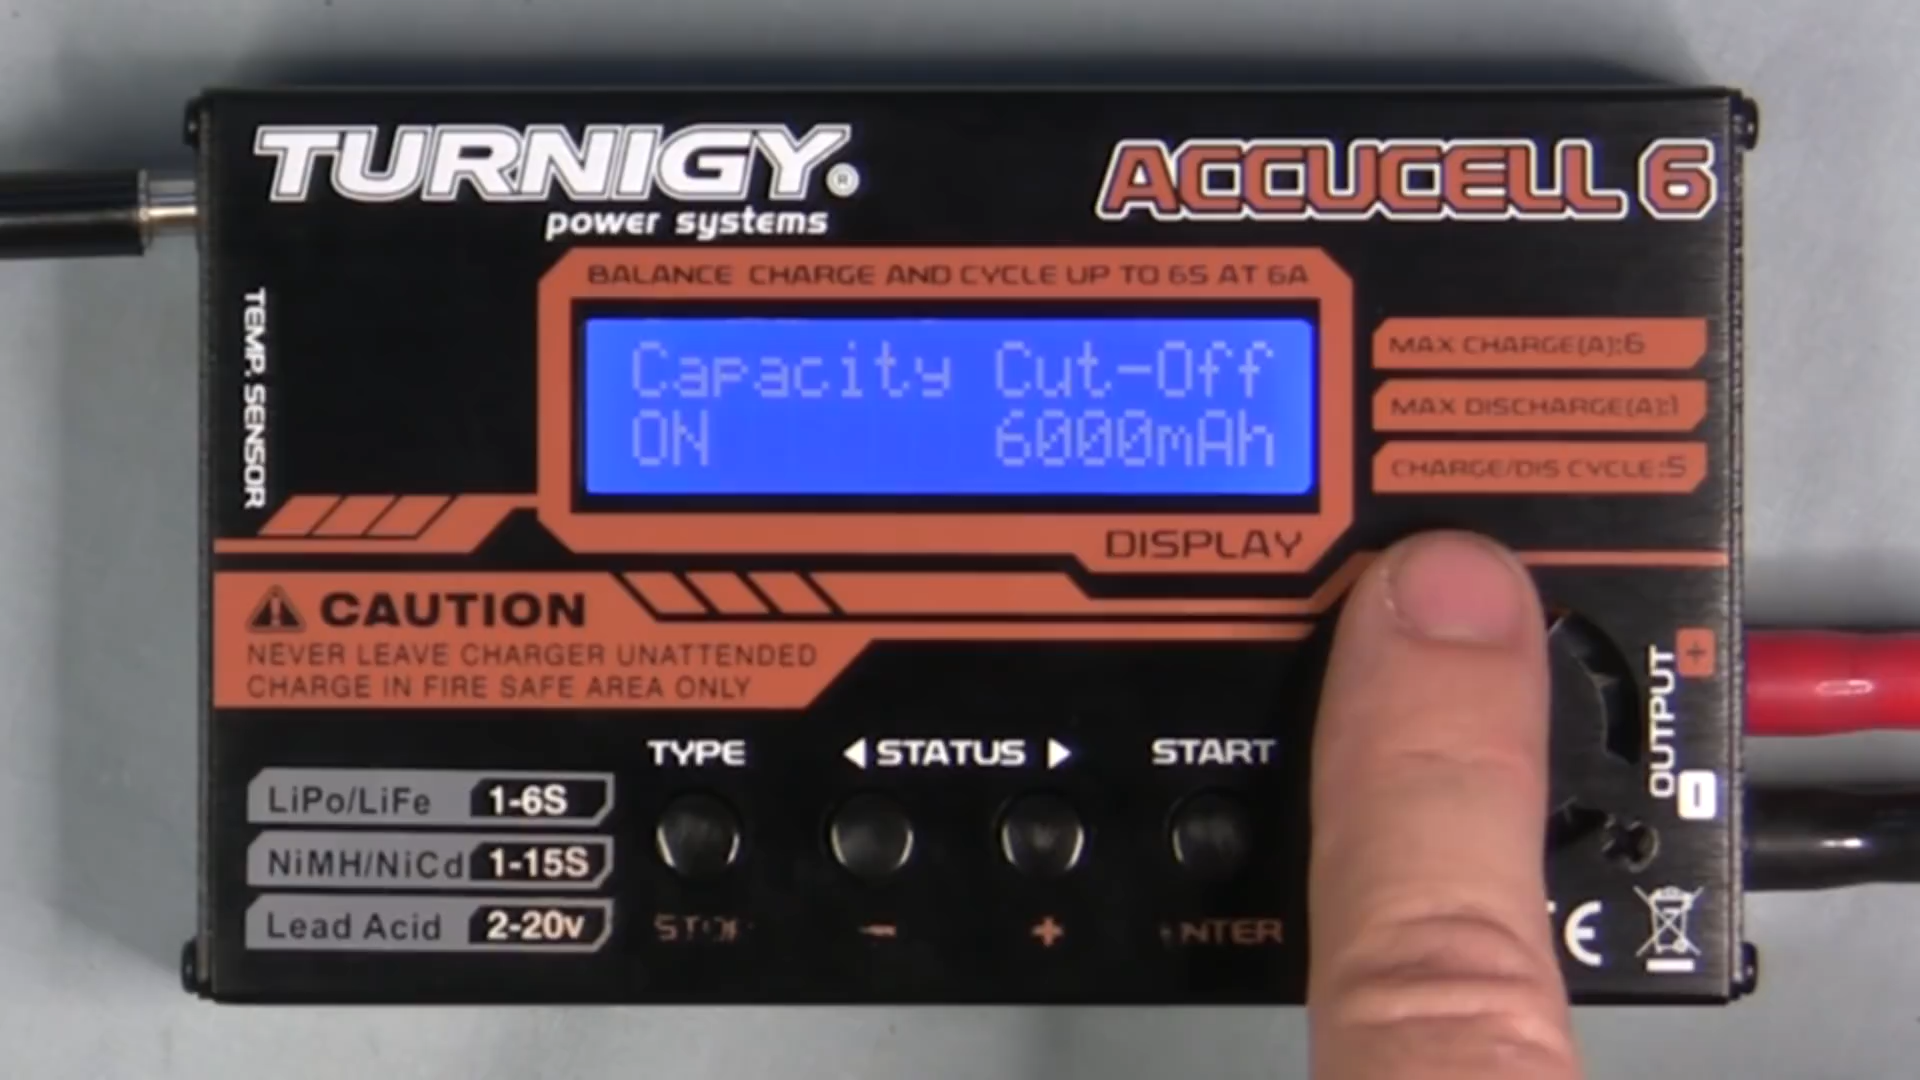 TURNIGY®
power systems
ACCUCELL 6
BALANCE CHARGE AND CYCLE UP TO 6S AT 6A
Capacity Cut-Off
ON 6000mAh
DISPLAY
MAX CHARGE(A):6
MAX DISCHARGE(A):1
CHARGE/DIS CYCLE:5
TEMP. SENSOR
CAUTION
NEVER LEAVE CHARGER UNATTENDED
CHARGE IN FIRE SAFE AREA ONLY
OUTPUT
+
-
TYPE
◀ STATUS ▶
START
LiPo/LiFe 1-6S
NiMH/NiCd 1-15S
Lead Acid 2-20v
STOP
-
+
NTER
CE